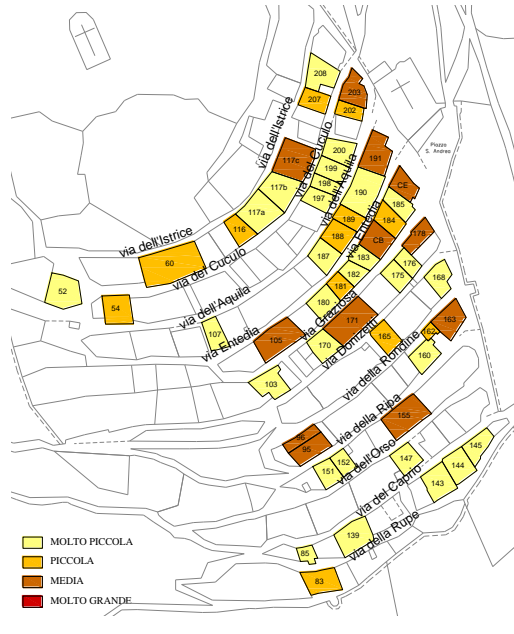 208
203
207
202
via dell'Istrice
via del Cuculo
117c
200
199
198
197
via dell'Aquila
191
190
Piazza
S. Andrea
117b
117a
116
CE
185
184
189
188
187
via Entedia
CB
178
183
182
181
180
176
175
168
via dell'Istrice
60
via del Cuculo
52
54
via dell'Aquila
107
via Entedia
105
via Graziosa
171
170
via Donizetti
165
162
163
160
via della Rondine
103
via della Ripa
155
96
95
via dell'Orso
151
152
147
145
144
143
via del Caprio
139
via della Rupe
85
83
MOLTO PICCOLA
PICCOLA
MEDIA
MOLTO GRANDE